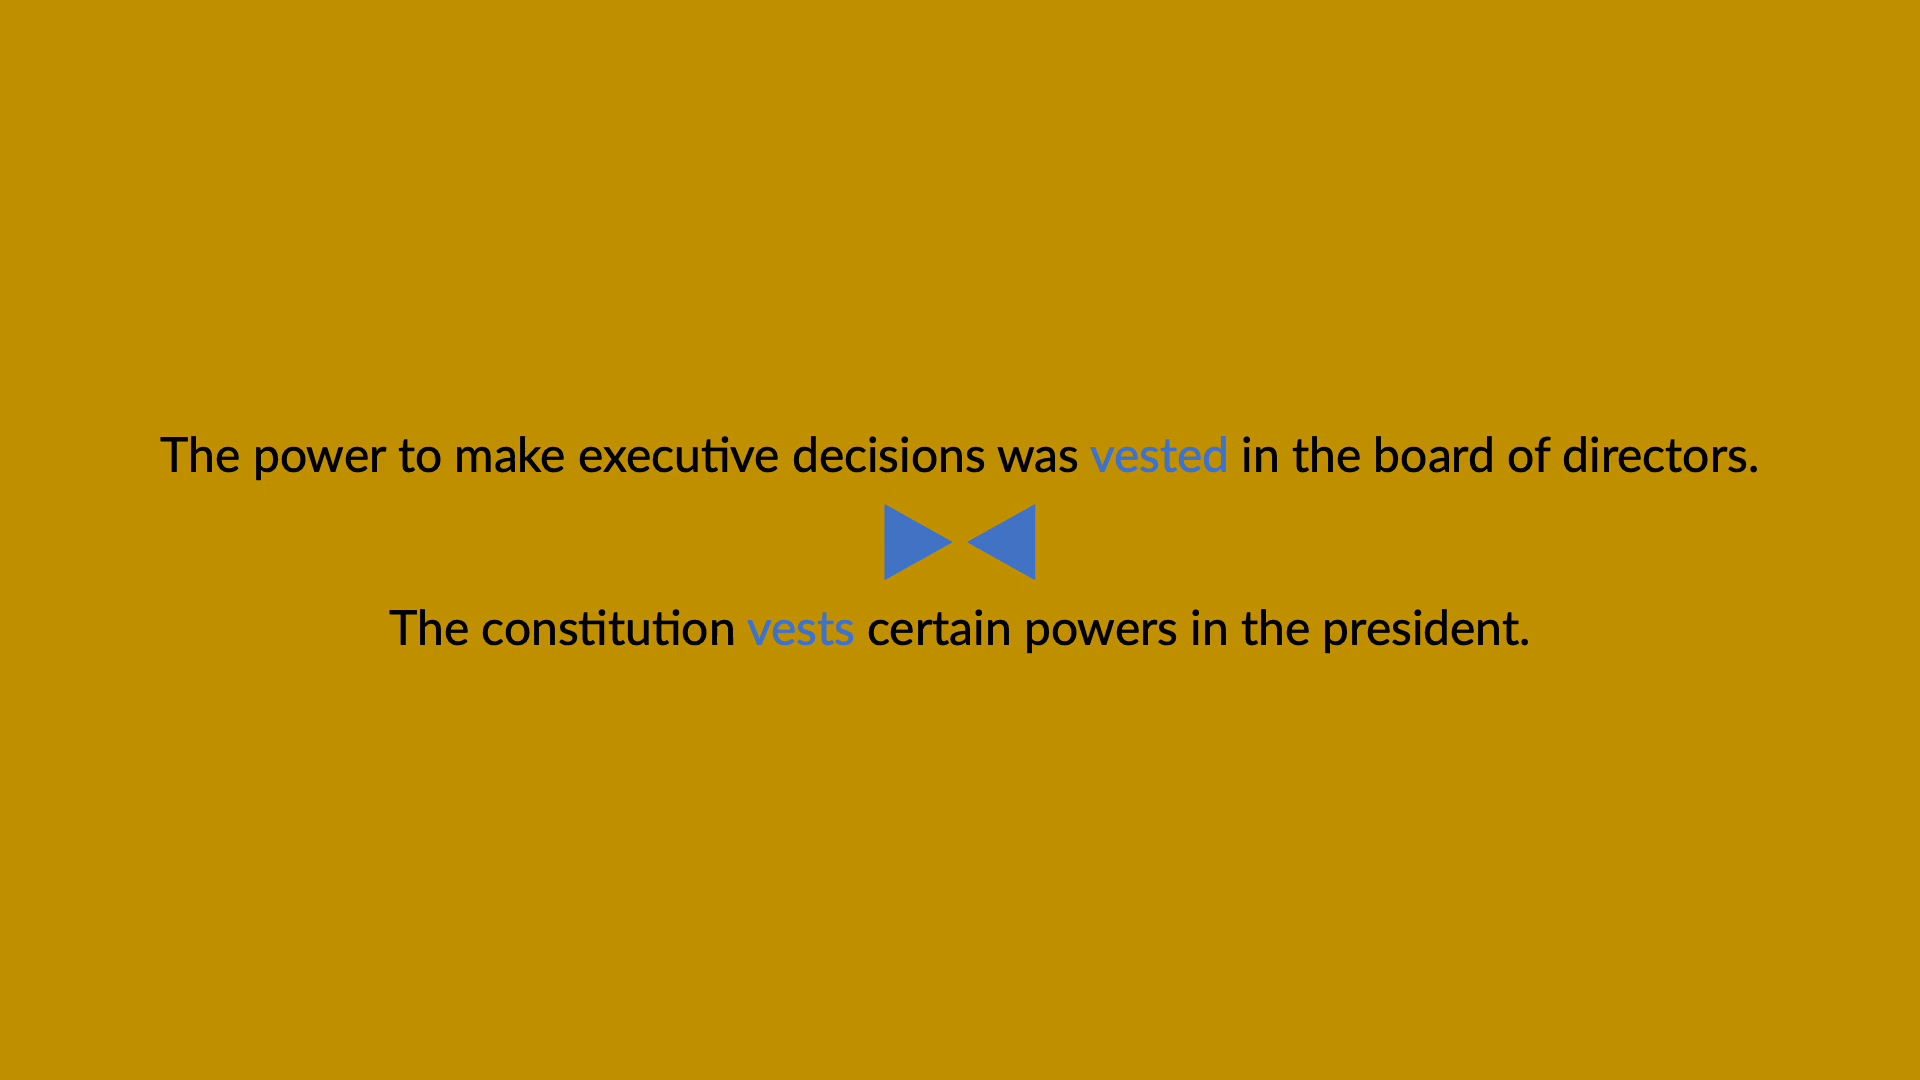 The power to make executive decisions was vested in the board of directors.
The constitution vests certain powers in the president.